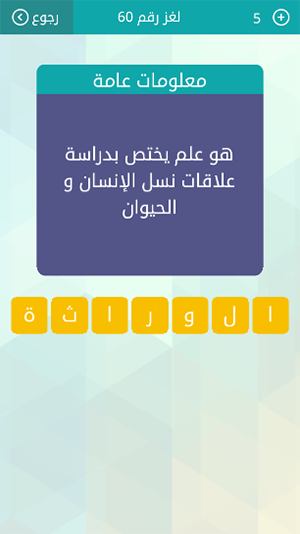 رجوع لغز رقم 60 5
معلومات عامة
هو علم يختص بدراسة
علاقات نسل الإنسان و
الحيوان
ا ل و ر ا ث ة